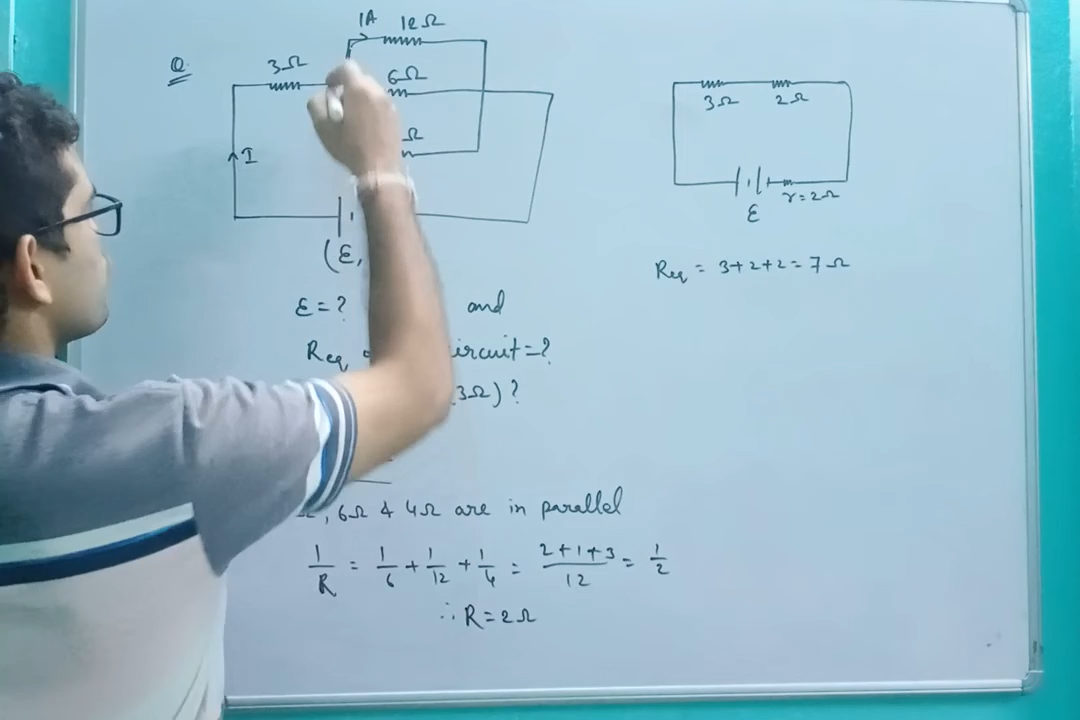 Q.
1A 12Ω
3Ω
6Ω
Ω
I
(ε,
ε = ? and
Req ircuit = ?
3Ω) ?
, 6Ω & 4Ω are in parallel
1/R = 1/6 + 1/12 + 1/4 = 2+1+3/12 = 1/2
∴ R = 2Ω
3Ω 2Ω
ε r = 2Ω
Req = 3+2+2 = 7Ω